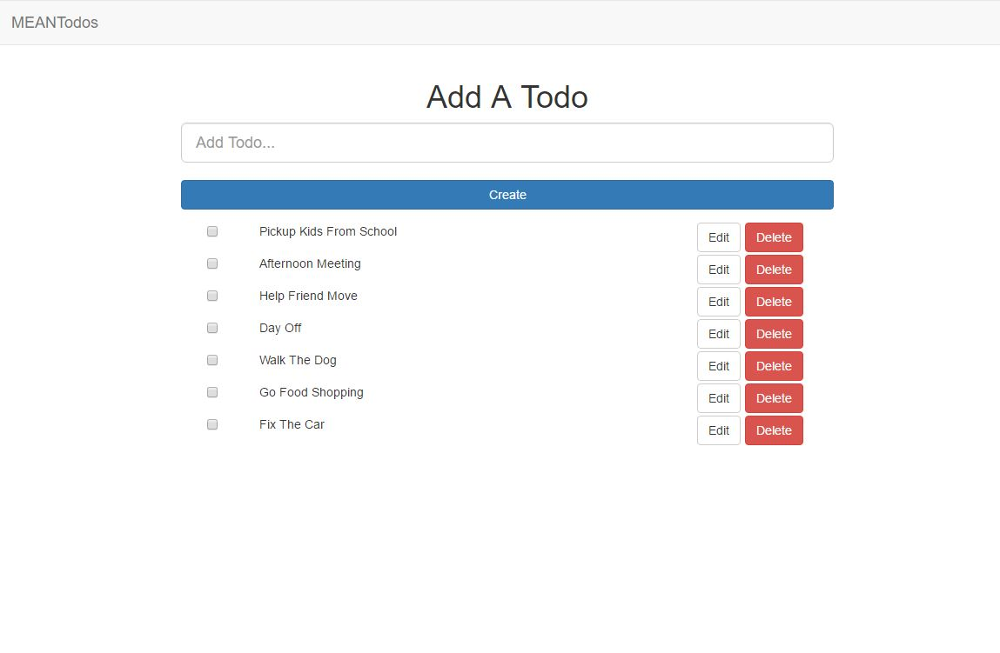 MEANTodos
Add A Todo
Add Todo...
Create
Pickup Kids From School Edit Delete
Afternoon Meeting Edit Delete
Help Friend Move Edit Delete
Day Off Edit Delete
Walk The Dog Edit Delete
Go Food Shopping Edit Delete
Fix The Car Edit Delete